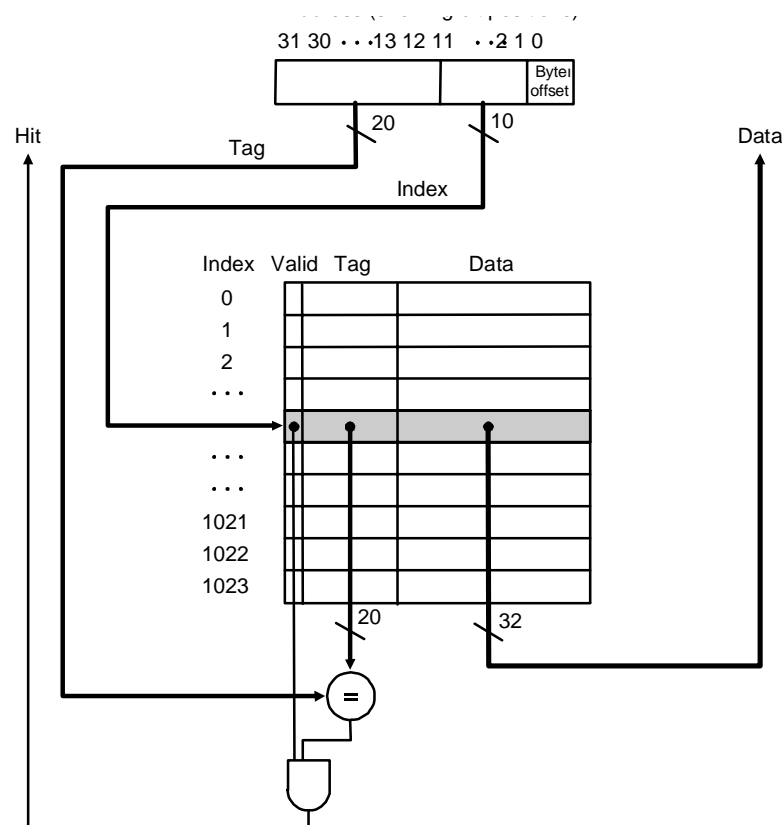 31 30 · · · 13 12 11 · · · 2 1 0
Byte
offset
20
10
Hit
Data
Tag
Index
Index Valid Tag Data
0
1
2
· · ·
· · ·
· · ·
1021
1022
1023
20
32
=